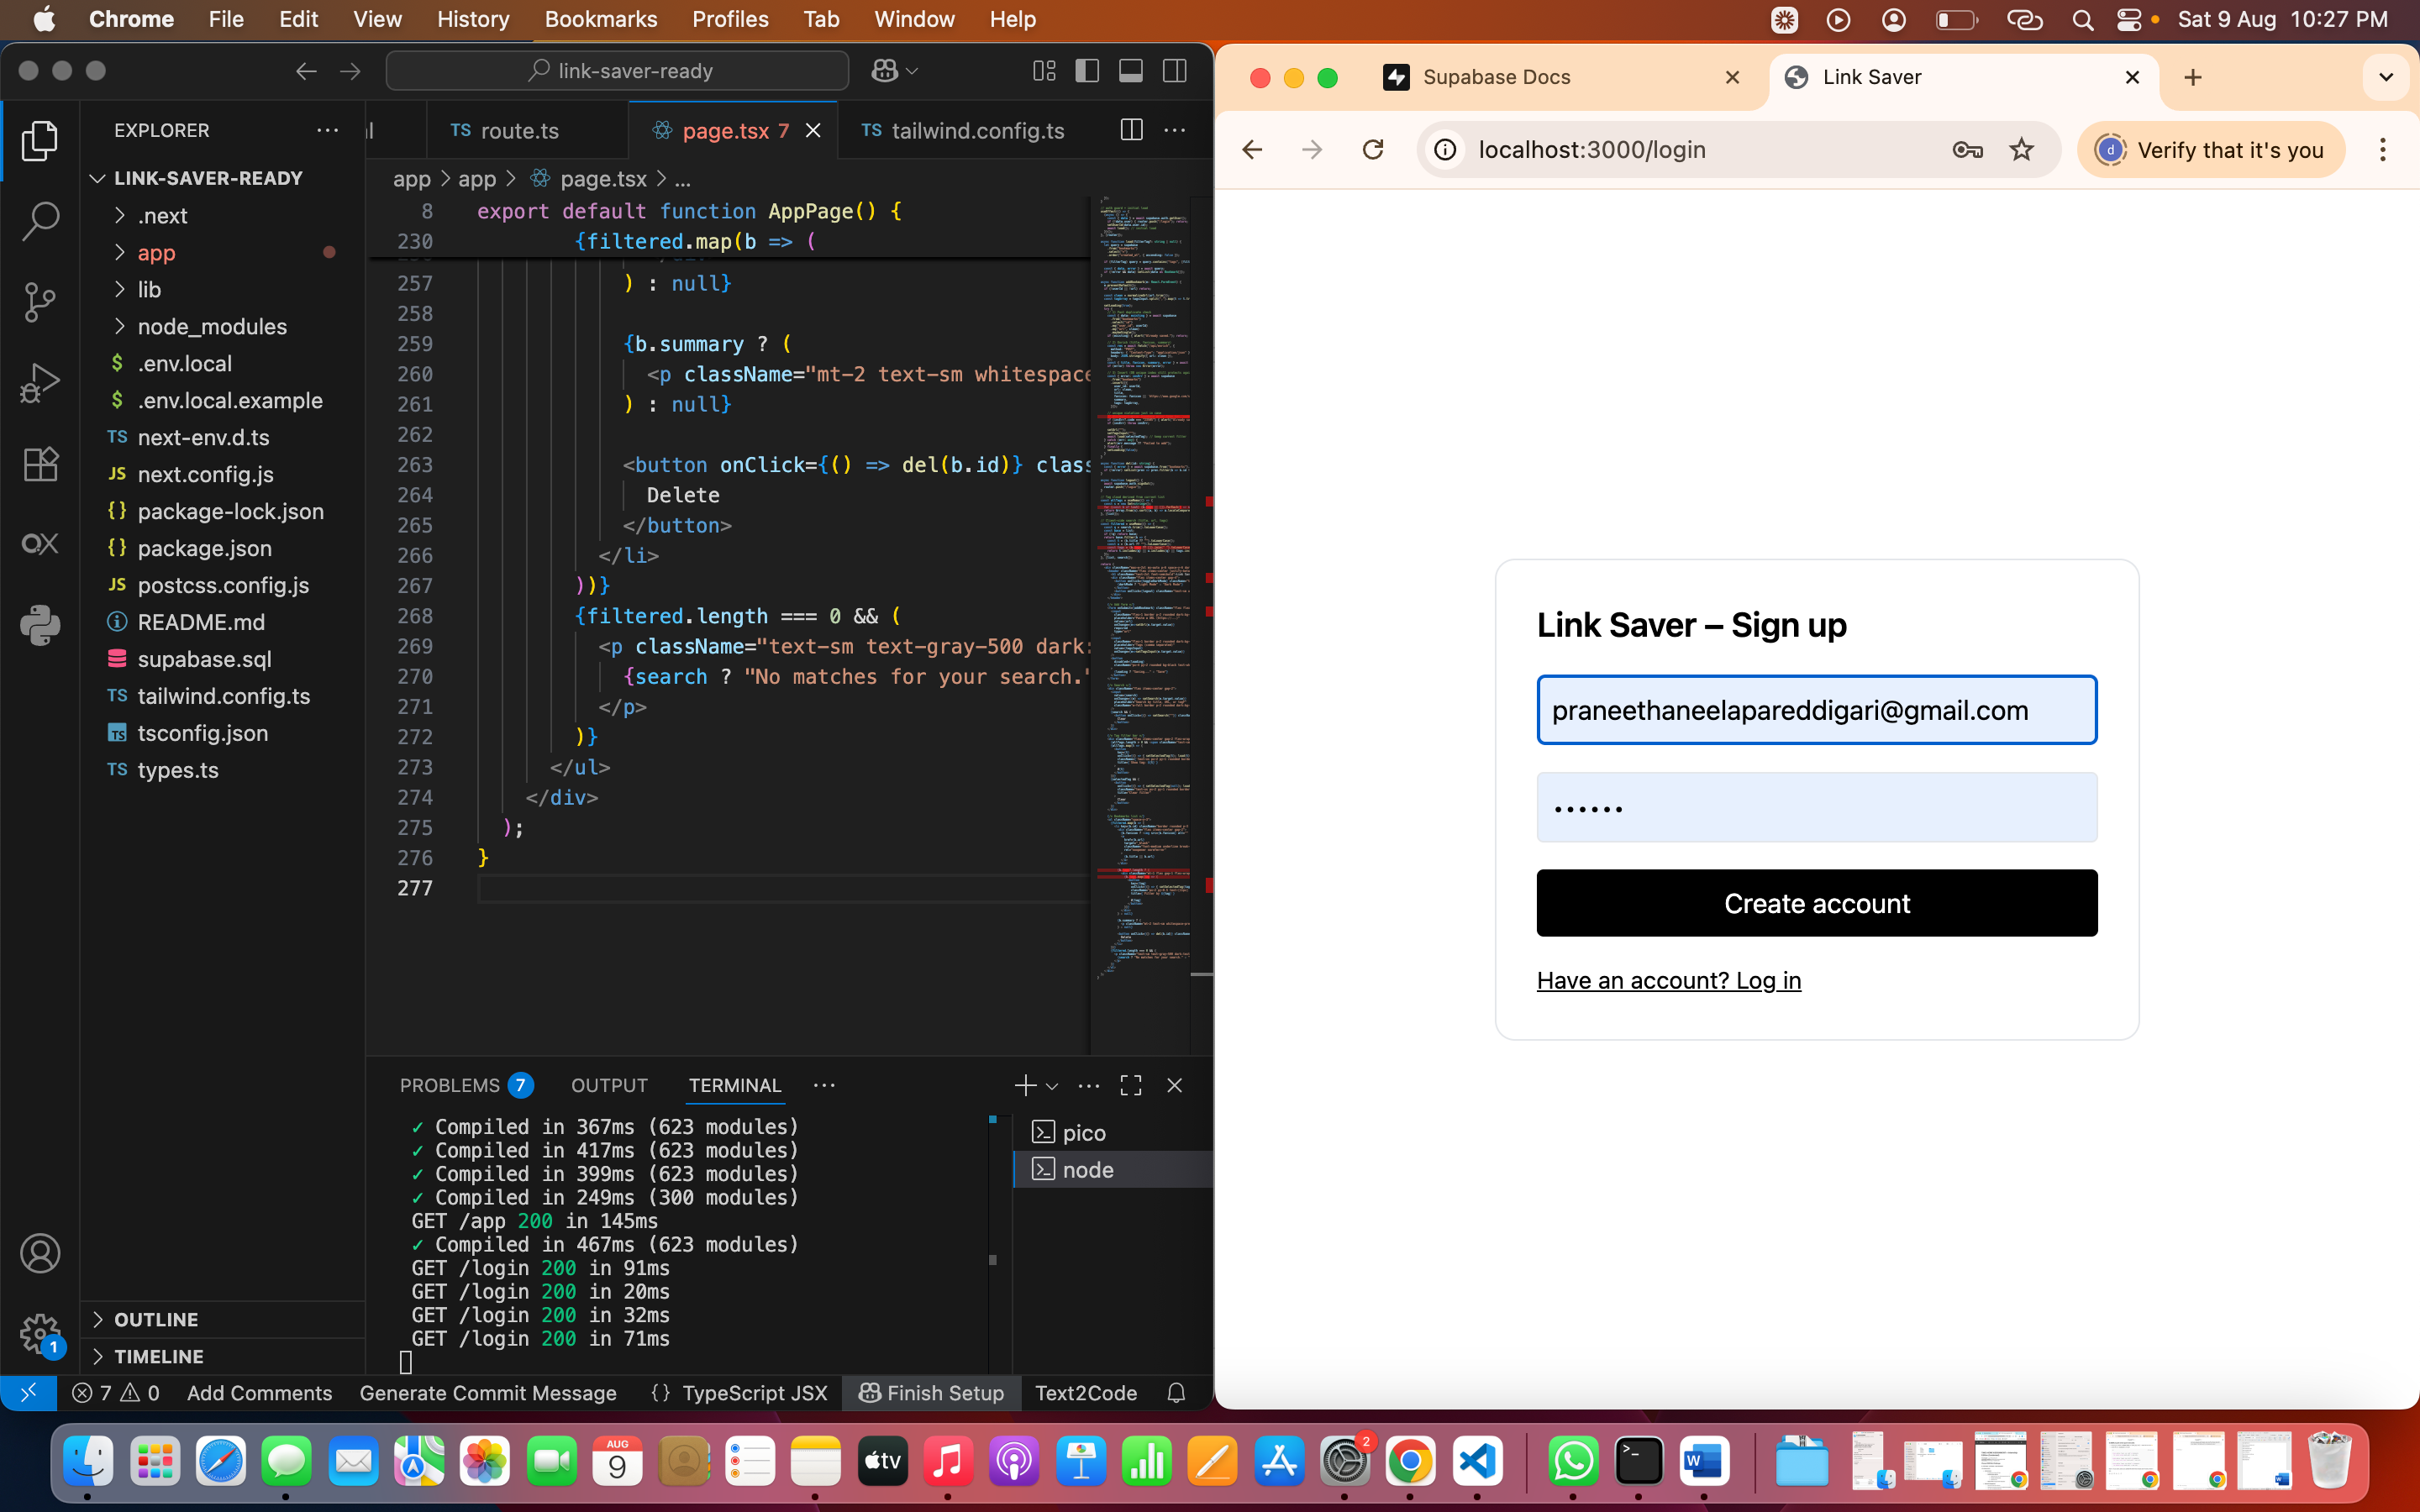 Chrome File Edit View History Bookmarks Profiles Tab Window Help Sat 9 Aug 10:27 PM
link-saver-ready
EXPLORER
LINK-SAVER-READY
.next
app
lib
node_modules
.env.local
.env.local.example
next-env.d.ts
next.config.js
package-lock.json
package.json
postcss.config.js
README.md
supabase.sql
tailwind.config.ts
tsconfig.json
types.ts
OUTLINE
TIMELINE
TS route.ts page.tsx 7 TS tailwind.config.ts
app > app > page.tsx > ...
8 export default function AppPage() {
230 {filtered.map(b => (
257 ) : null}
258
259 {b.summary ? (
260 <p className="mt-2 text-sm whitespace
261 ) : null}
262
263 <button onClick={() => del(b.id)} clas
264 Delete
265 </button>
266 </li>
267 ))}
268 {filtered.length === 0 && (
269 <p className="text-sm text-gray-500 dark:
270 {search ? "No matches for your search."
271 </p>
272 )}
273 </ul>
274 </div>
275 );
276 }
277
PROBLEMS 7 OUTPUT TERMINAL
✓ Compiled in 367ms (623 modules)
✓ Compiled in 417ms (623 modules)
✓ Compiled in 399ms (623 modules)
✓ Compiled in 249ms (300 modules)
GET /app 200 in 145ms
✓ Compiled in 467ms (623 modules)
GET /login 200 in 91ms
GET /login 200 in 20ms
GET /login 200 in 32ms
GET /login 200 in 71ms
pico
node
7 0 Add Comments Generate Commit Message {} TypeScript JSX Finish Setup Text2Code
Supabase Docs Link Saver
localhost:3000/login
d Verify that it's you
Link Saver – Sign up
praneethaneelapareddigari@gmail.com
••••••
Create account
Have an account? Log in
1
AUG
9
tv
2